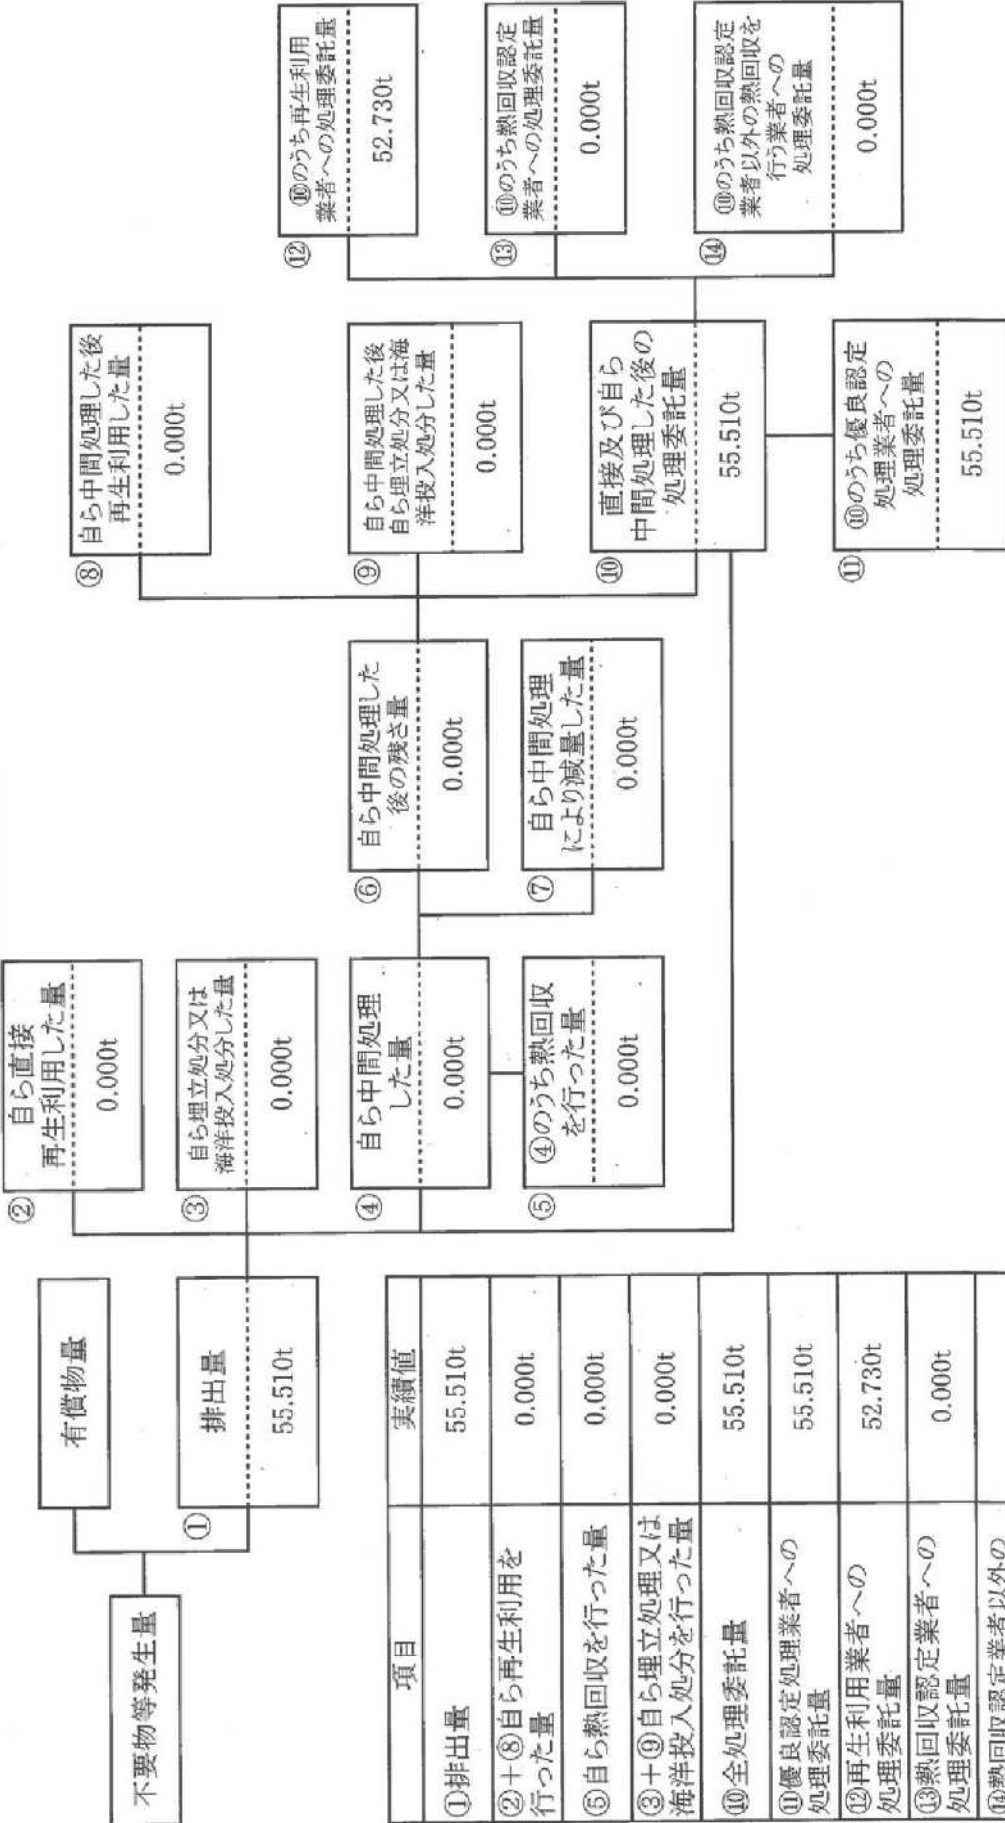 不要物等発生量
有償物量
①
排出量
55.510t
②
自ら直接
再生利用した量
0.000t
③
自ら埋立処分又は
海洋投入処分した量
0.000t
④
自ら中間処理
した量
0.000t
⑤
④のうち熱回収
を行った量
0.000t
⑥
自ら中間処理した
後の残さ量
0.000t
⑦
自ら中間処理
により減量した量
0.000t
⑧
自ら中間処理した後
再生利用した量
0.000t
⑨
自ら中間処理した後
自ら埋立処分又は海
洋投入処分した量
0.000t
⑩
直接及び自ら
中間処理した後の
処理委託量
55.510t
⑪
⑩のうち優良認定
処理業者への
処理委託量
55.510t
⑫
⑩のうち再生利用
業者への処理委託量
52.730t
⑬
⑩のうち熱回収認定
業者への処理委託量
0.000t
⑭
⑩のうち熱回収認定
業者以外の熱回収を
行う業者への
処理委託量
0.000t
項目 実績値
①排出量 55.510t
②+⑧自ら再生利用を
行った量 0.000t
⑤自ら熱回収を行った量 0.000t
③+⑨自ら埋立処理又は
海洋投入処分を行った量 0.000t
⑩全処理委託量 55.510t
⑪優良認定処理業者への
処理委託量 55.510t
⑫再生利用業者への
処理委託量 52.730t
⑬熱回収認定業者への
処理委託量 0.000t
⑭熱回収認定業者以外の